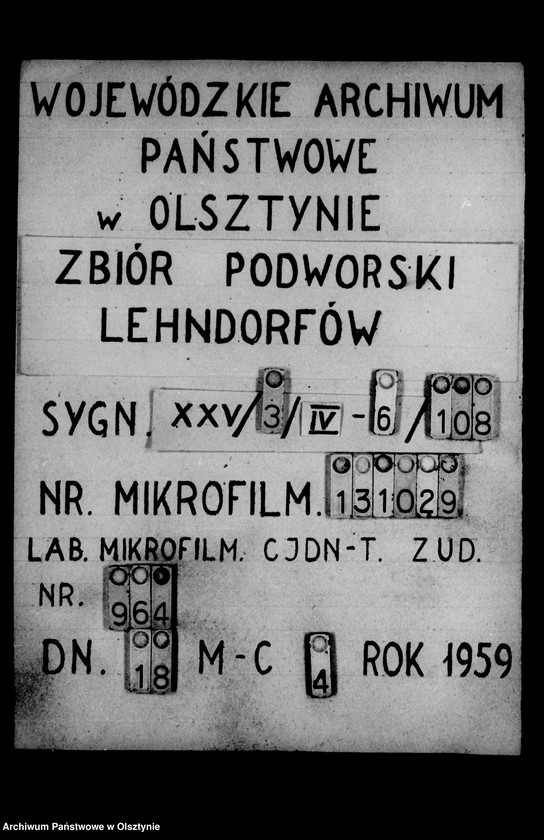 WOJEWÓDZKIE ARCHIWUM
PAŃSTWOWE
w OLSZTYNIE
ZBIÓR PODWORSKI
LEHNDORFÓW
SYGN. XXV/3/IV-6/108
NR. MIKROFILM. 131029
LAB. MIKROFILM. CJDN-T. ZUD.
NR. 964
DN. 18 M-C 4 ROK 1959
Archiwum Państwowe w Olsztynie